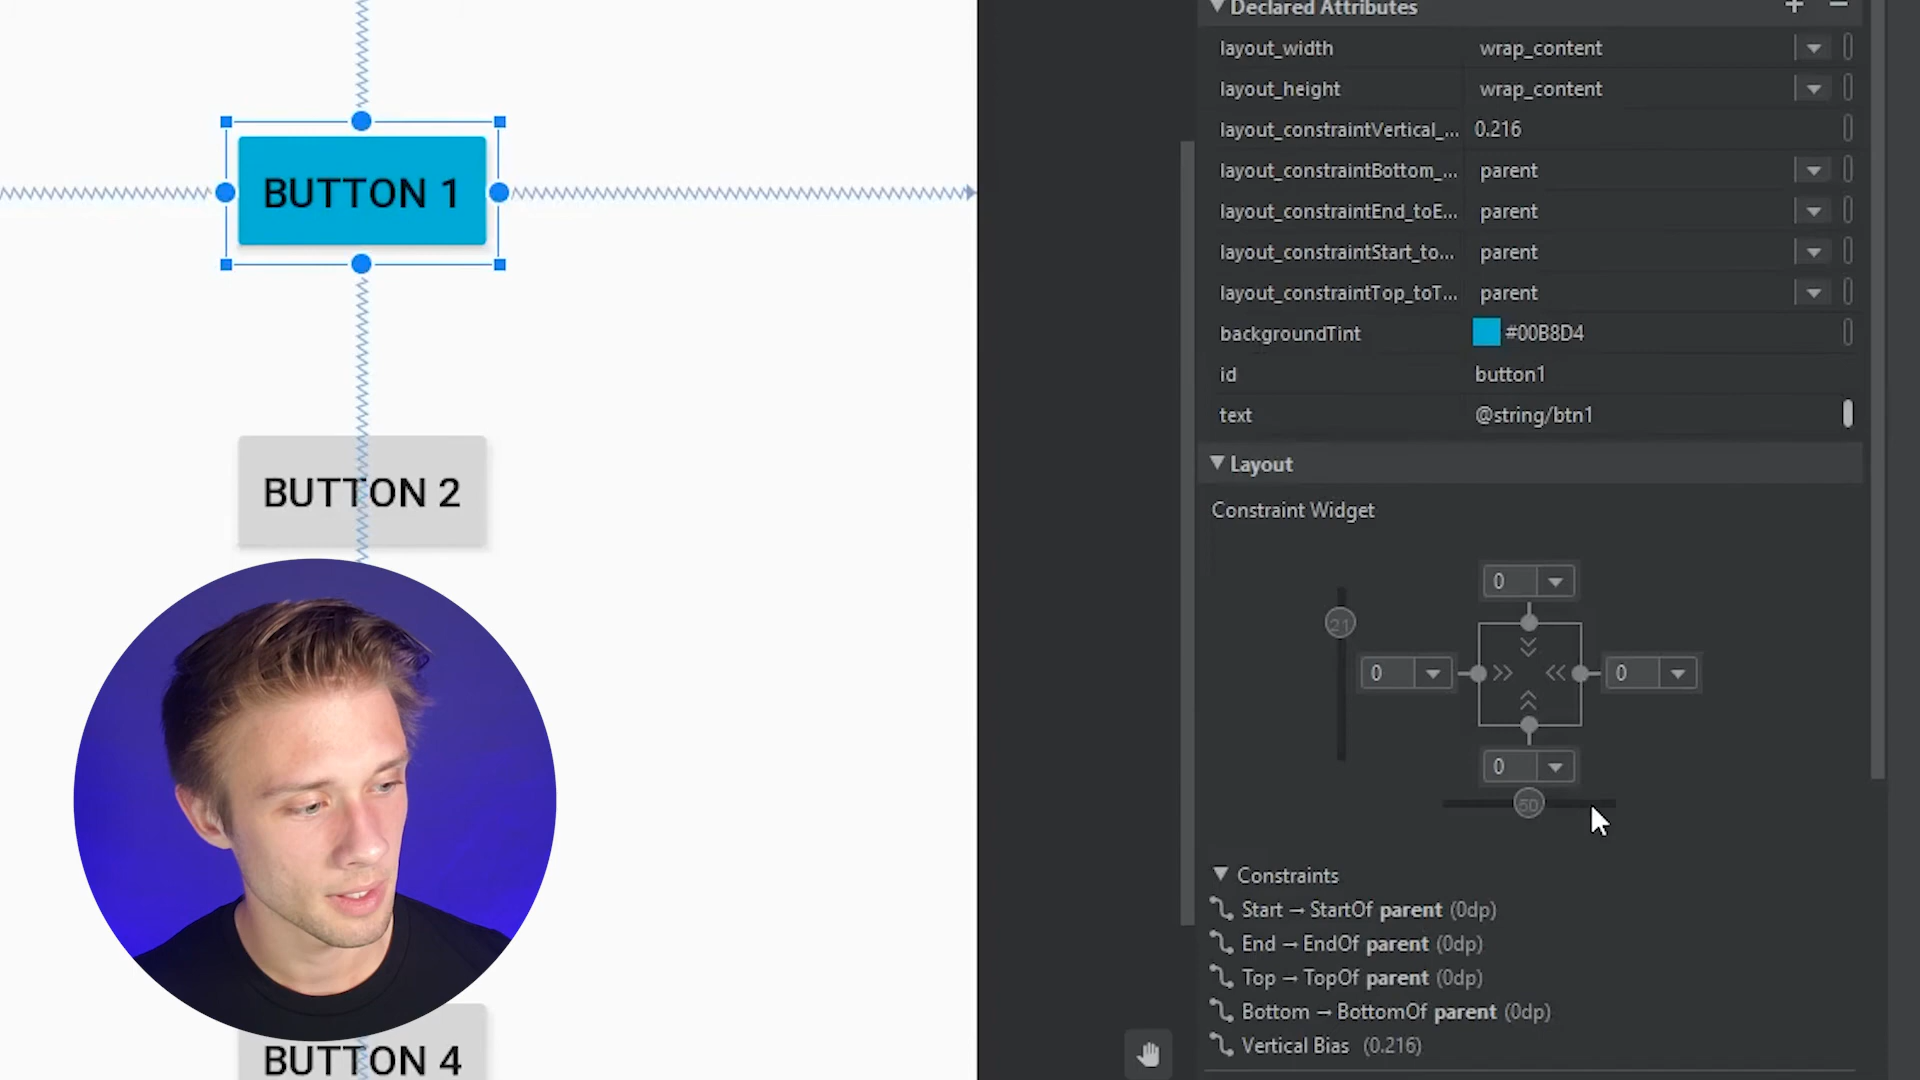 BUTTON 1
BUTTON 2
BUTTON 4
Declared Attributes
layout_width wrap_content
layout_height wrap_content
layout_constraintVertical_... 0.216
layout_constraintBottom_... parent
layout_constraintEnd_toE... parent
layout_constraintStart_to... parent
layout_constraintTop_toT... parent
backgroundTint #00B8D4
id button1
text @string/btn1
Layout
Constraint Widget
0
21
0 0
0
50
Constraints
Start → StartOf parent (0dp)
End → EndOf parent (0dp)
Top → TopOf parent (0dp)
Bottom → BottomOf parent (0dp)
Vertical Bias (0.216)